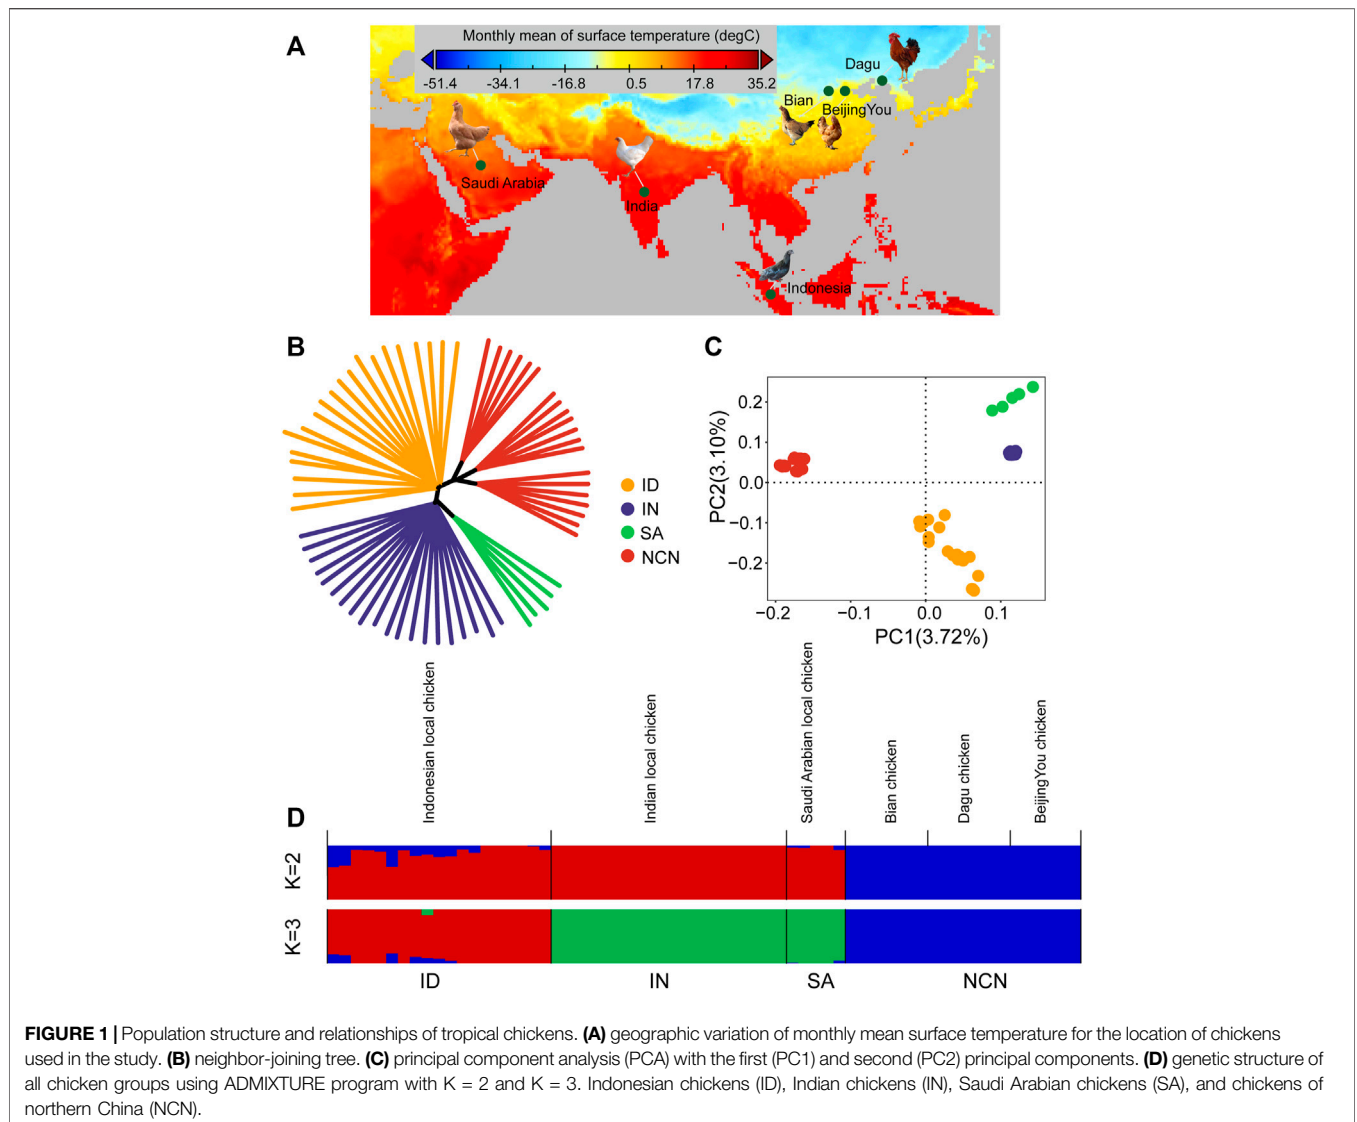 A
Monthly mean of surface temperature (degC)
-51.4 -34.1 -16.8 0.5 17.8 35.2
Dagu
Bian
BeijingYou
Saudi Arabia
India
Indonesia
B
ID
IN
SA
NCN
C
PC2(3.10%)
0.2
0.1
0.0
−0.1
−0.2
−0.2 −0.1 0.0 0.1
PC1(3.72%)
D
Indonesian local chicken
Indian local chicken
Saudi Arabian local chicken
Bian chicken
Dagu chicken
BeijingYou chicken
K=2
K=3
ID IN SA NCN
FIGURE 1 | Population structure and relationships of tropical chickens. (A) geographic variation of monthly mean surface temperature for the location of chickens
used in the study. (B) neighbor-joining tree. (C) principal component analysis (PCA) with the first (PC1) and second (PC2) principal components. (D) genetic structure of
all chicken groups using ADMIXTURE program with K = 2 and K = 3. Indonesian chickens (ID), Indian chickens (IN), Saudi Arabian chickens (SA), and chickens of
northern China (NCN).